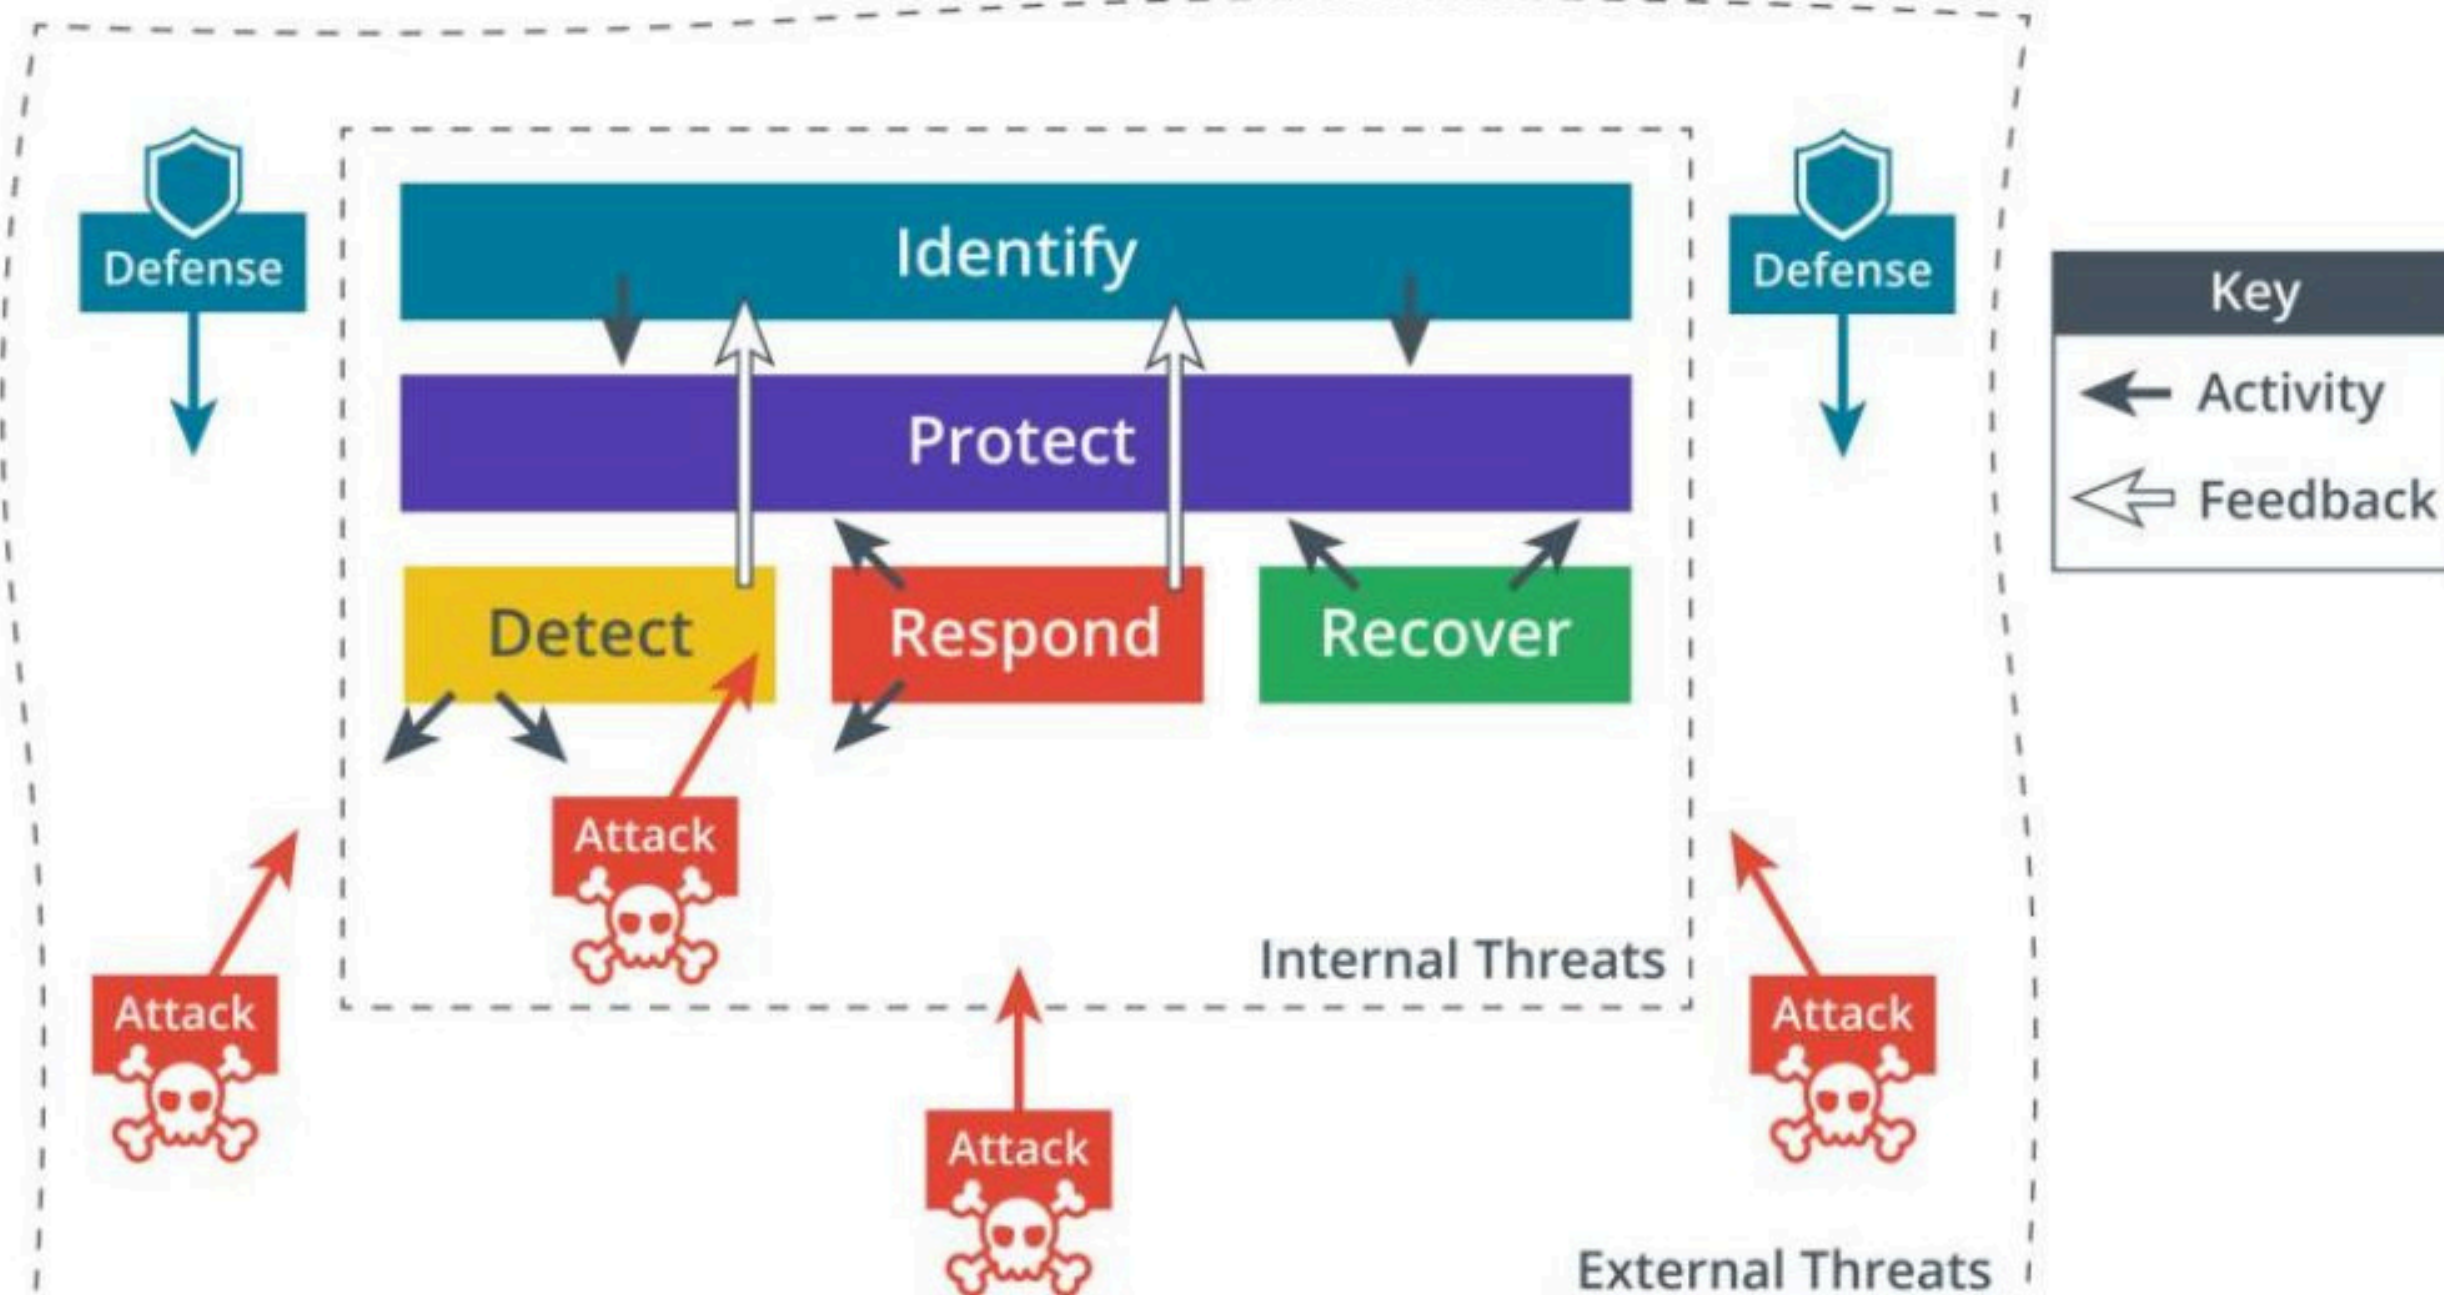 Defense
Identify
Defense
Key
Activity
Feedback
Protect
Detect
Respond
Recover
Attack
Internal Threats
Attack
Attack
Attack
External Threats